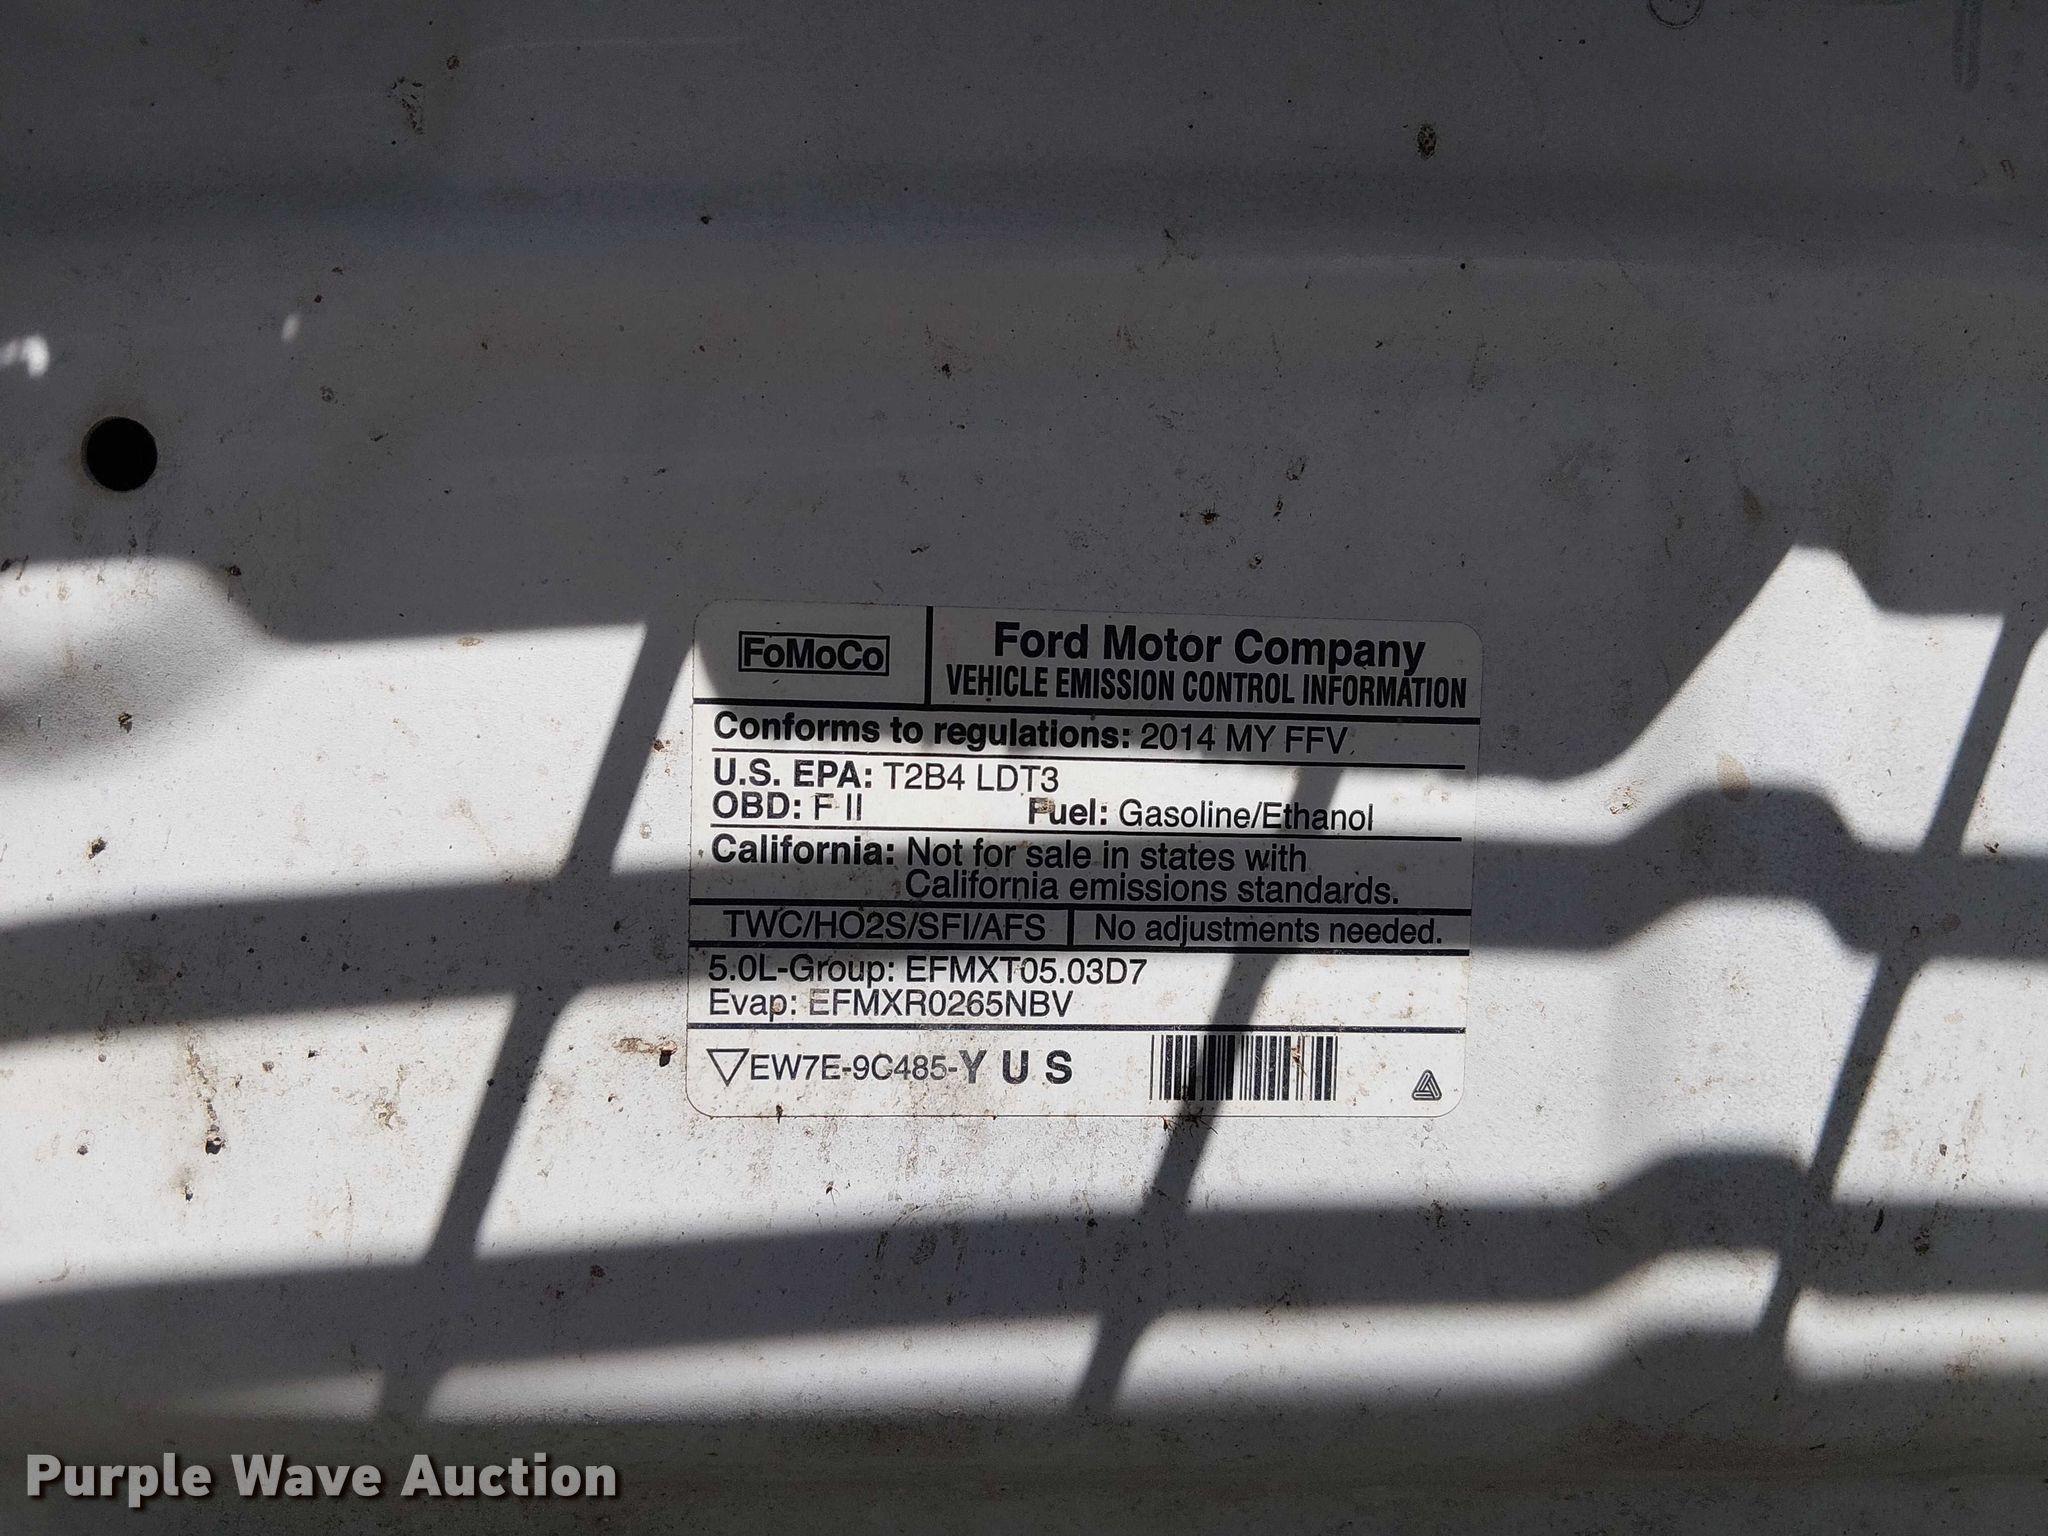 FoMoCo
Ford Motor Company
VEHICLE EMISSION CONTROL INFORMATION
Conforms to regulations: 2014 MY FFV
U.S. EPA: T2B4 LDT3
OBD: F II Fuel: Gasoline/Ethanol
California: Not for sale in states with
California emissions standards.
TWC/HO2S/SFI/AFS No adjustments needed.
5.0L-Group: EFMXT05.03D7
Evap: EFMXR0265NBV
EW7E-9C485-Y U S
Purple Wave Auction